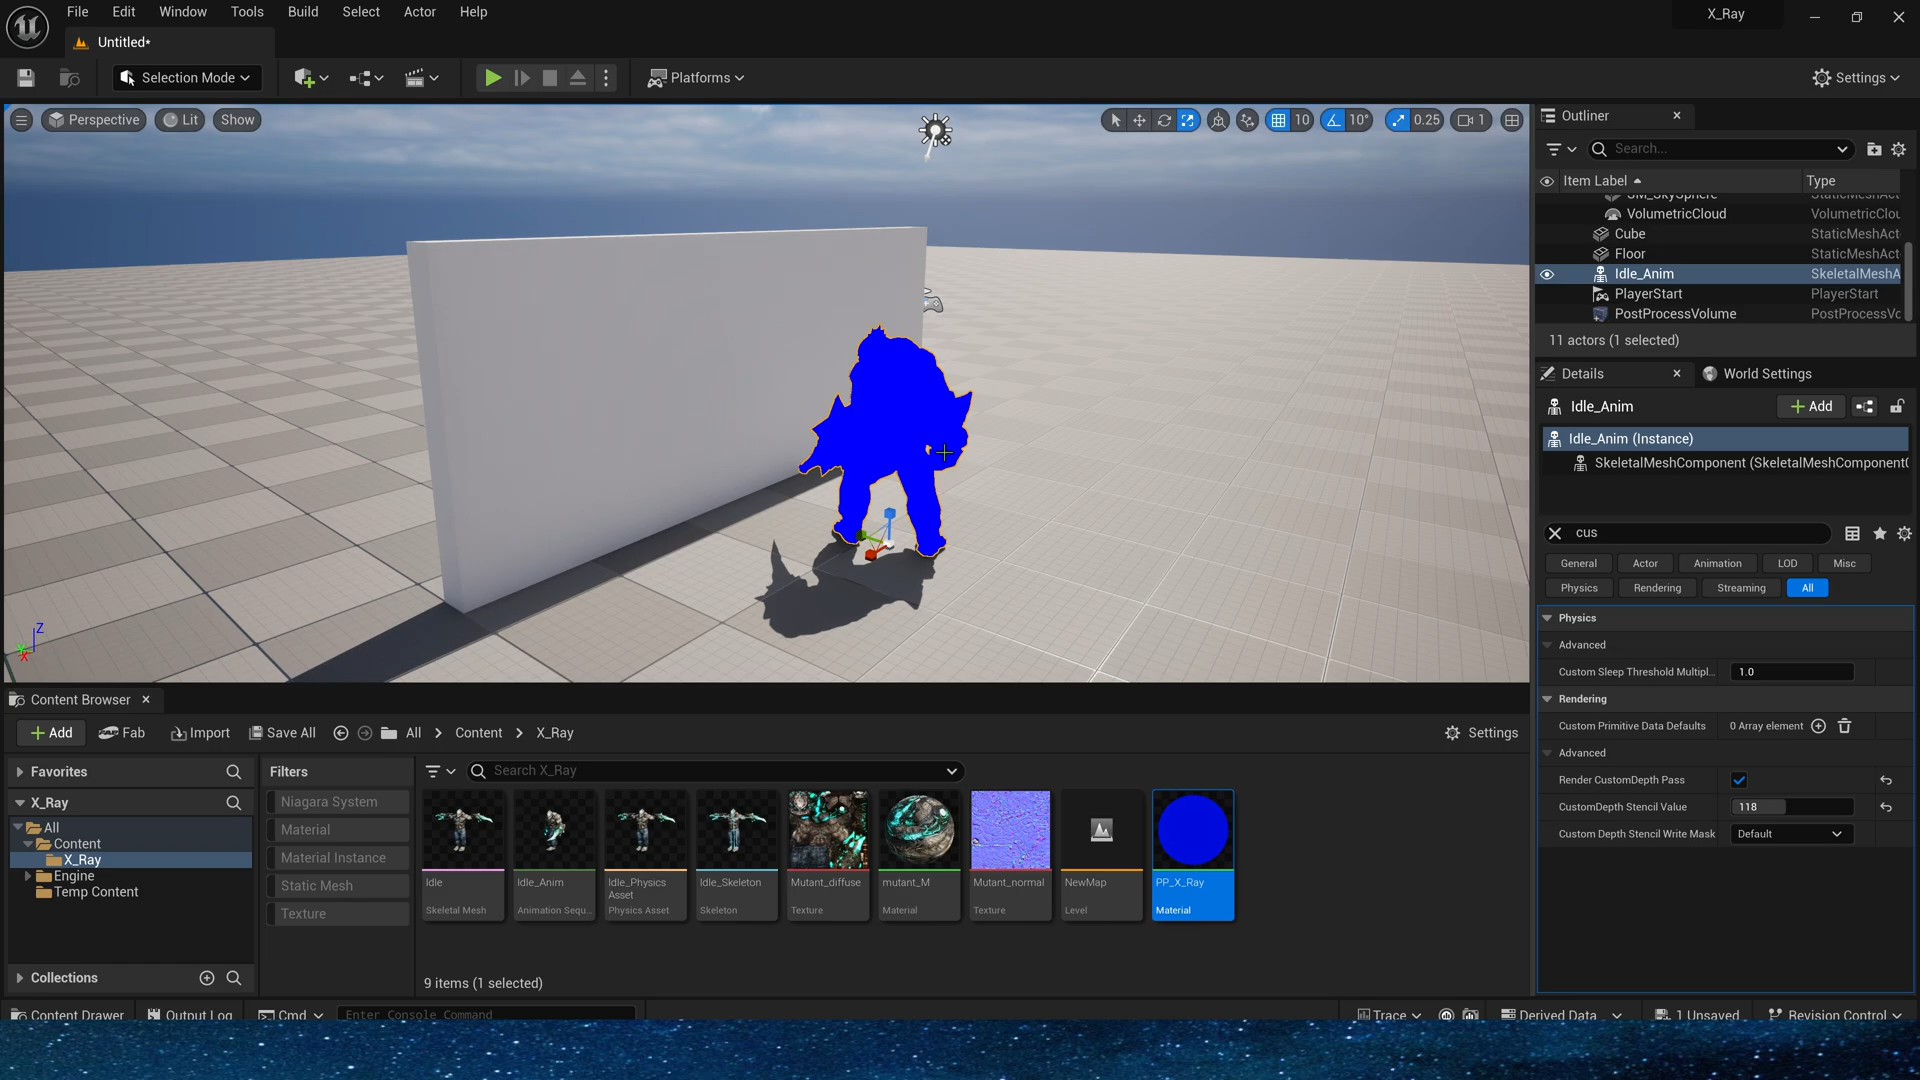 File Edit Window Tools Build Select Actor Help
X_Ray
Untitled*
Selection Mode
Platforms
Settings
Perspective
Lit
Show
10
10°
0.25
1
Z
X
Outliner
Search...
Item Label
Type
SM_SkySphere StaticMeshAct
VolumetricCloud VolumetricClou
Cube StaticMeshAct
Floor StaticMeshAct
Idle_Anim SkeletalMeshA
PlayerStart PlayerStart
PostProcessVolume PostProcessVo
11 actors (1 selected)
Details
World Settings
Idle_Anim
Add
Idle_Anim (Instance)
SkeletalMeshComponent (SkeletalMeshComponent0
cus
General Actor Animation LOD Misc
Physics Rendering Streaming All
Physics
Advanced
Custom Sleep Threshold Multipl... 1.0
Rendering
Custom Primitive Data Defaults 0 Array element
Advanced
Render CustomDepth Pass
CustomDepth Stencil Value 118
Custom Depth Stencil Write Mask Default
Content Browser
Add Fab Import Save All All Content X_Ray
Settings
Favorites
X_Ray
All
Content
X_Ray
Engine
Temp Content
Collections
Filters
Niagara System
Material
Material Instance
Static Mesh
Texture
Search X_Ray
Idle
Skeletal Mesh
Idle_Anim
Animation Sequ...
Idle_Physics
Asset
Physics Asset
Idle_Skeleton
Skeleton
Mutant_diffuse
Texture
mutant_M
Material
Mutant_normal
Texture
NewMap
Level
PP_X_Ray
Material
9 items (1 selected)
Content Drawer Output Log Cmd Enter Console Command
Trace Derived Data 1 Unsaved Revision Control